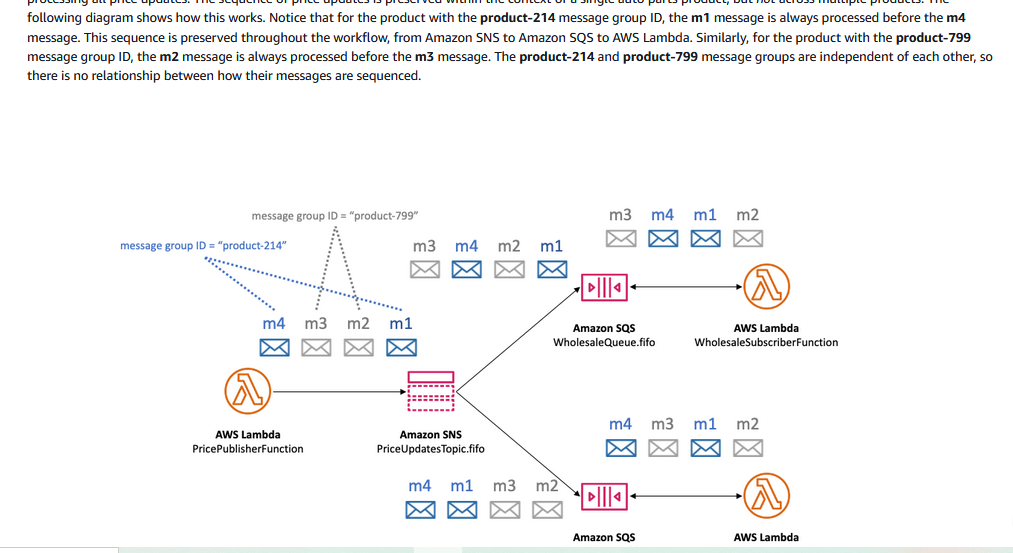 following diagram shows how this works. Notice that for the product with the product-214 message group ID, the m1 message is always processed before the m4
message. This sequence is preserved throughout the workflow, from Amazon SNS to Amazon SQS to AWS Lambda. Similarly, for the product with the product-799
message group ID, the m2 message is always processed before the m3 message. The product-214 and product-799 message groups are independent of each other, so
there is no relationship between how their messages are sequenced.
message group ID = "product-799"
m3 m4 m1 m2
message group ID = "product-214"
m3 m4 m2 m1
m4 m3 m2 m1
Amazon SQS
WholesaleQueue.fifo
AWS Lambda
WholesaleSubscriberFunction
AWS Lambda
PricePublisherFunction
Amazon SNS
PriceUpdatesTopic.fifo
m4 m3 m1 m2
m4 m1 m3 m2
Amazon SQS
AWS Lambda